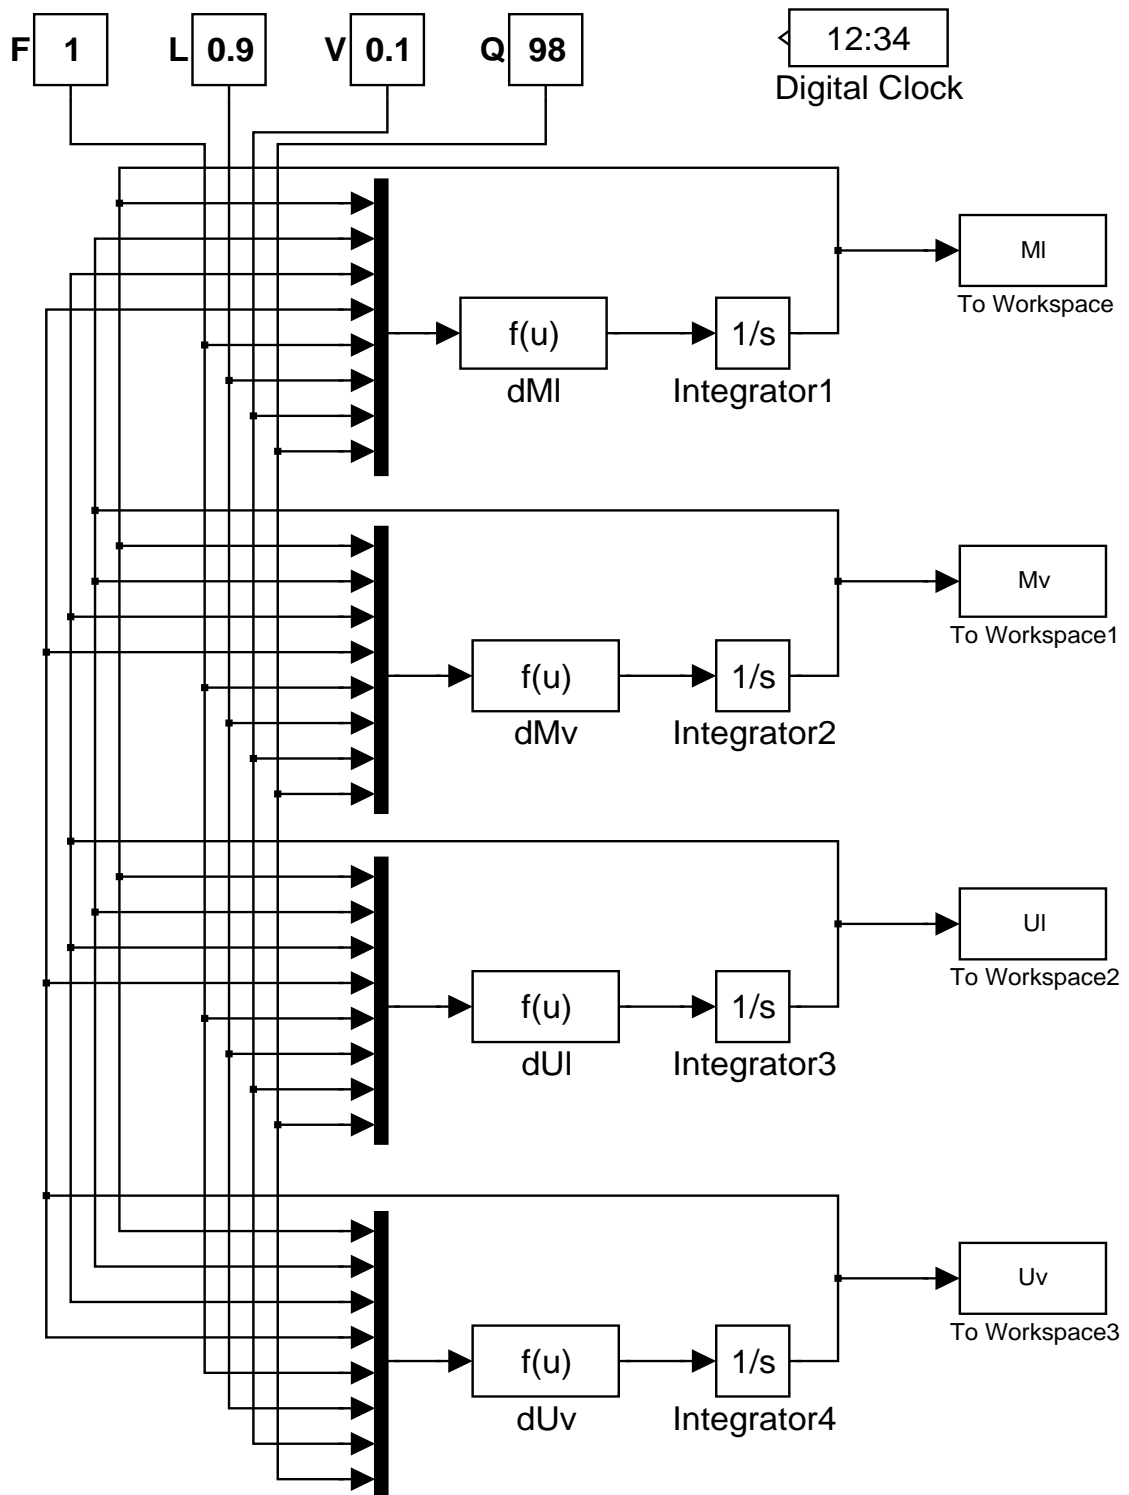 F 1 L 0.9 V 0.1 Q 98 12:34
Digital Clock
Ml
To Workspace
f(u) 1/s
dMl Integrator1
Mv
To Workspace1
f(u) 1/s
dMv Integrator2
Ul
To Workspace2
f(u) 1/s
dUl Integrator3
Uv
To Workspace3
f(u) 1/s
dUv Integrator4